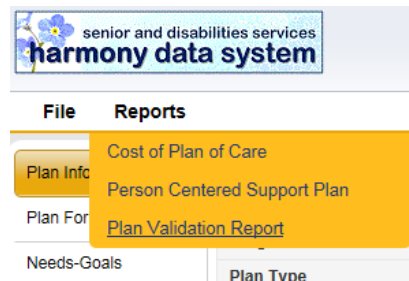 senior and disabilities services
harmony data system
File Reports
Cost of Plan of Care
Plan Info
Person Centered Support Plan
Plan For
Plan Validation Report
Needs-Goals
Plan Type